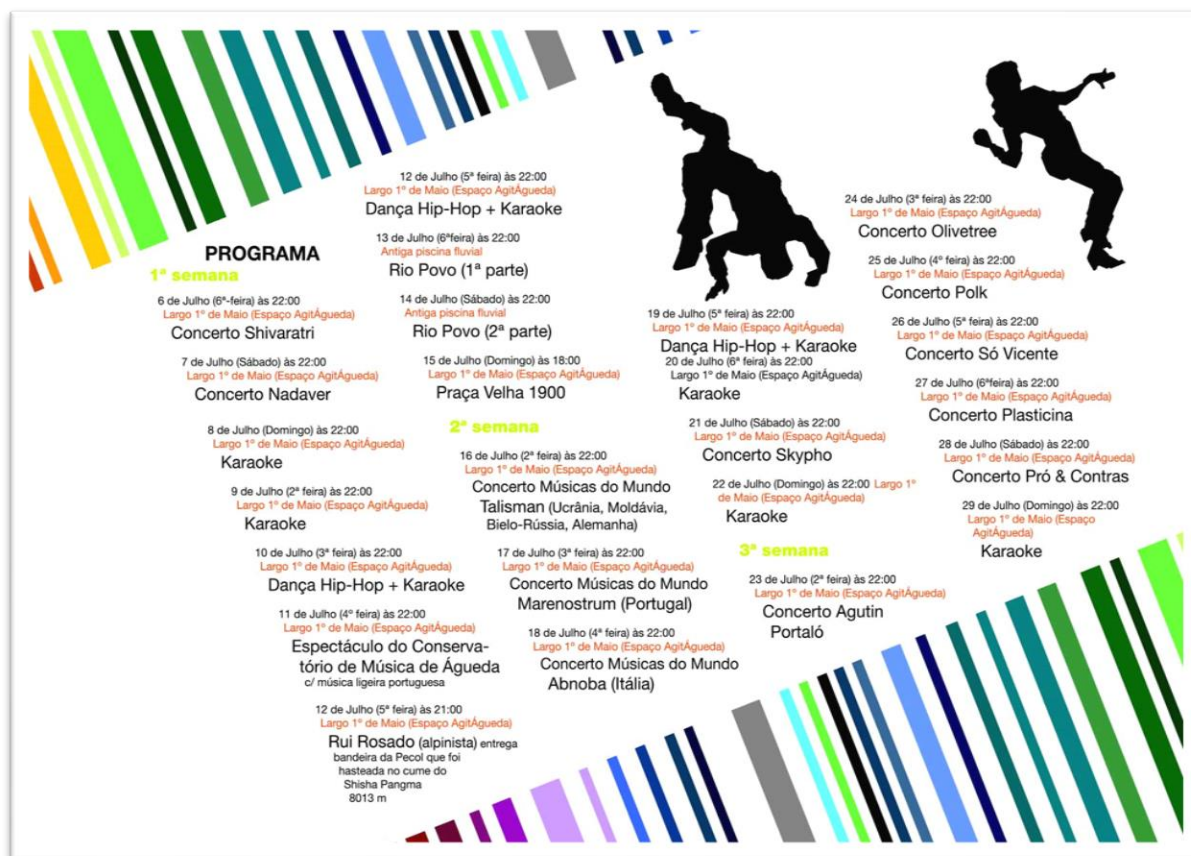 PROGRAMA
1ª semana
6 de Julho (6ª-feira) às 22:00
Largo 1º de Maio (Espaço AgitÁgueda)
Concerto Shivaratri
7 de Julho (Sábado) às 22:00
Largo 1º de Maio (Espaço AgitÁgueda)
Concerto Nadaver
8 de Julho (Domingo) às 22:00
Largo 1º de Maio (Espaço AgitÁgueda)
Karaoke
9 de Julho (2ª feira) às 22:00
Largo 1º de Maio (Espaço AgitÁgueda)
Karaoke
10 de Julho (3ª feira) às 22:00
Largo 1º de Maio (Espaço AgitÁgueda)
Dança Hip-Hop + Karaoke
11 de Julho (4ª feira) às 22:00
Largo 1º de Maio (Espaço AgitÁgueda)
Espectáculo do Conserva-
tório de Música de Águeda
c/ música ligeira portuguesa
12 de Julho (5ª feira) às 21:00
Largo 1º de Maio (Espaço AgitÁgueda)
Rui Rosado (alpinista) entrega
bandeira da Pecol que foi
hasteada no cume do
Shisha Pangma
8013 m
12 de Julho (5ª feira) às 22:00
Largo 1º de Maio (Espaço AgitÁgueda)
Dança Hip-Hop + Karaoke
13 de Julho (6ªfeira) às 22:00
Antiga piscina fluvial
Rio Povo (1ª parte)
14 de Julho (Sábado) às 22:00
Antiga piscina fluvial
Rio Povo (2ª parte)
15 de Julho (Domingo) às 18:00
Largo 1º de Maio (Espaço AgitÁgueda)
Praça Velha 1900
2ª semana
16 de Julho (2ª feira) às 22:00
Largo 1º de Maio (Espaço AgitÁgueda)
Concerto Músicas do Mundo
Talisman (Ucrânia, Moldávia,
Bielo-Rússia, Alemanha)
17 de Julho (3ª feira) às 22:00
Largo 1º de Maio (Espaço AgitÁgueda)
Concerto Músicas do Mundo
Marenostrum (Portugal)
18 de Julho (4ª feira) às 22:00
Largo 1º de Maio (Espaço AgitÁgueda)
Concerto Músicas do Mundo
Abnoba (Itália)
19 de Julho (5ª feira) às 22:00
Largo 1º de Maio (Espaço AgitÁgueda)
Dança Hip-Hop + Karaoke
20 de Julho (6ª feira) às 22:00
Largo 1º de Maio (Espaço AgitÁgueda)
Karaoke
21 de Julho (Sábado) às 22:00
Largo 1º de Maio (Espaço AgitÁgueda)
Concerto Skypho
22 de Julho (Domingo) às 22:00 Largo 1º
de Maio (Espaço AgitÁgueda)
Karaoke
3ª semana
23 de Julho (2ª feira) às 22:00
Largo 1º de Maio (Espaço AgitÁgueda)
Concerto Agutin
Portaló
24 de Julho (3ª feira) às 22:00
Largo 1º de Maio (Espaço AgitÁgueda)
Concerto Olivetree
25 de Julho (4ª feira) às 22:00
Largo 1º de Maio (Espaço AgitÁgueda)
Concerto Polk
26 de Julho (5ª feira) às 22:00
Largo 1º de Maio (Espaço AgitÁgueda)
Concerto Só Vicente
27 de Julho (6ªfeira) às 22:00
Largo 1º de Maio (Espaço AgitÁgueda)
Concerto Plasticina
28 de Julho (Sábado) às 22:00
Largo 1º de Maio (Espaço AgitÁgueda)
Concerto Pró & Contras
29 de Julho (Domingo) às 22:00
Largo 1º de Maio (Espaço
AgitÁgueda)
Karaoke